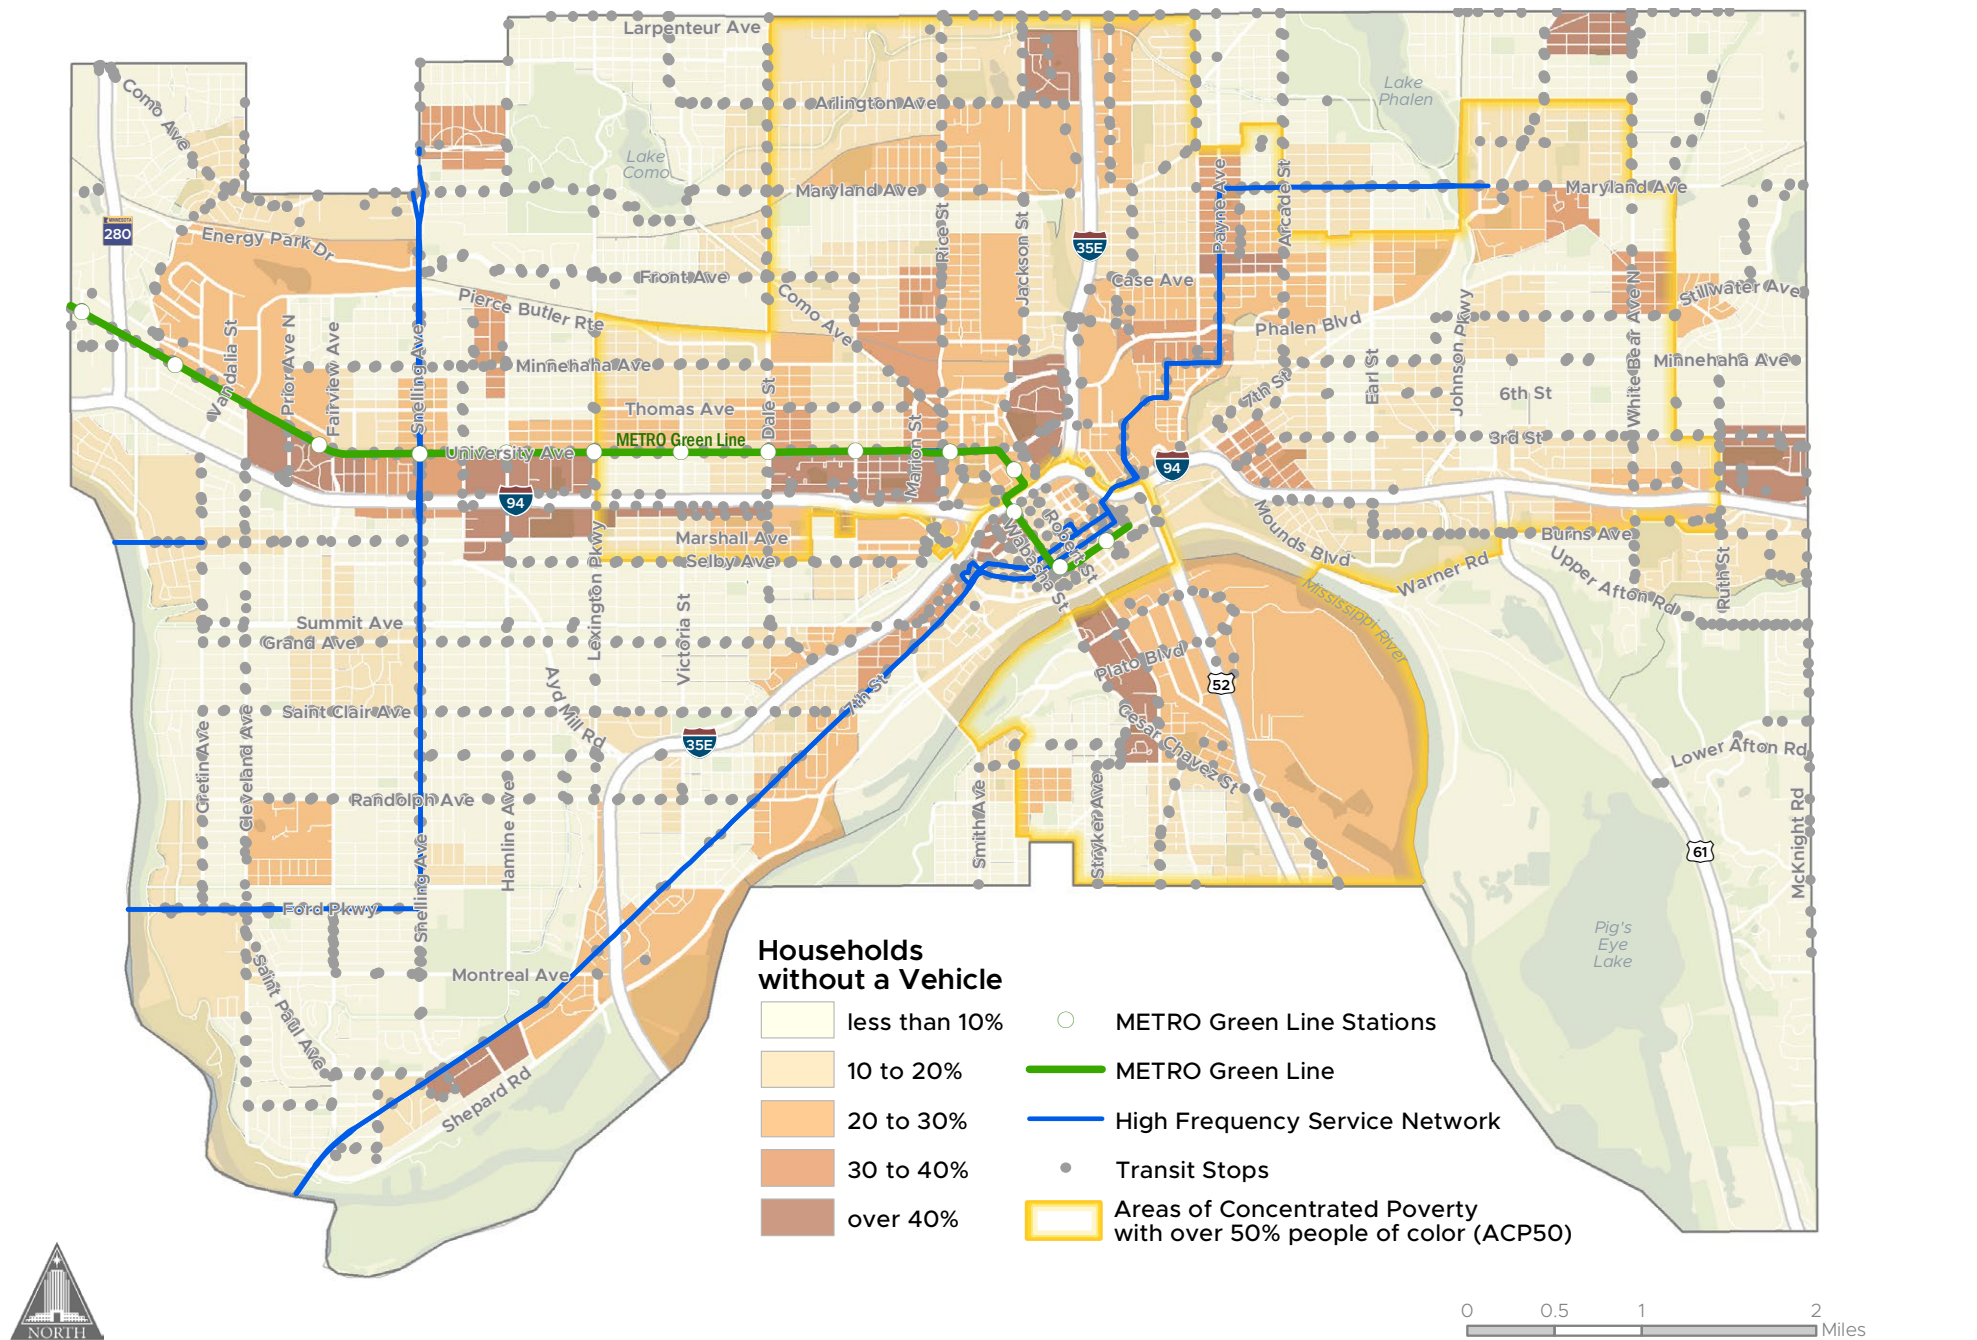 Larpenteur Ave
Como Ave
Lake
Phalen
Arlington Ave
Lake
Como
Maryland Ave
Maryland Ave
Payne Ave
Arcade St
MINNESOTA
280
Energy Park Dr
Rice St
Jackson St
35E
Front Ave
Case Ave
Pierce Butler Rte
Como Ave
Stillwater Ave
Phalen Blvd
Vandalia St
Prior Ave N
Fairview Ave
Snelling Ave
Minnehaha Ave
Minnehaha Ave
Johnson Pkwy
White Bear Ave N
Earl St
7th St
6th St
Thomas Ave
Dale St
Marion St
METRO Green Line
University Ave
3rd St
94
94
Marshall Ave
Selby Ave
Lexington Pkwy
Robert St
Wabasha St
Mounds Blvd
Burns Ave
Warner Rd
Upper Afton Rd
Ruth St
Mississippi River
Summit Ave
Grand Ave
Victoria St
Ayd Mill Rd
Plato Blvd
52
7th St
Saint Clair Ave
Cretin Ave
Cleveland Ave
35E
Cesar Chavez St
Lower Afton Rd
Randolph Ave
Hamline Ave
Snelling Ave
Smith Ave
Stryker Ave
McKnight Rd
61
Ford Pkwy
Saint Paul Ave
Montreal Ave
Shepard Rd
Pig's
Eye
Lake
Households
without a Vehicle
less than 10%
10 to 20%
20 to 30%
30 to 40%
over 40%
METRO Green Line Stations
METRO Green Line
High Frequency Service Network
Transit Stops
Areas of Concentrated Poverty
with over 50% people of color (ACP50)
NORTH
0 0.5 1 2
Miles